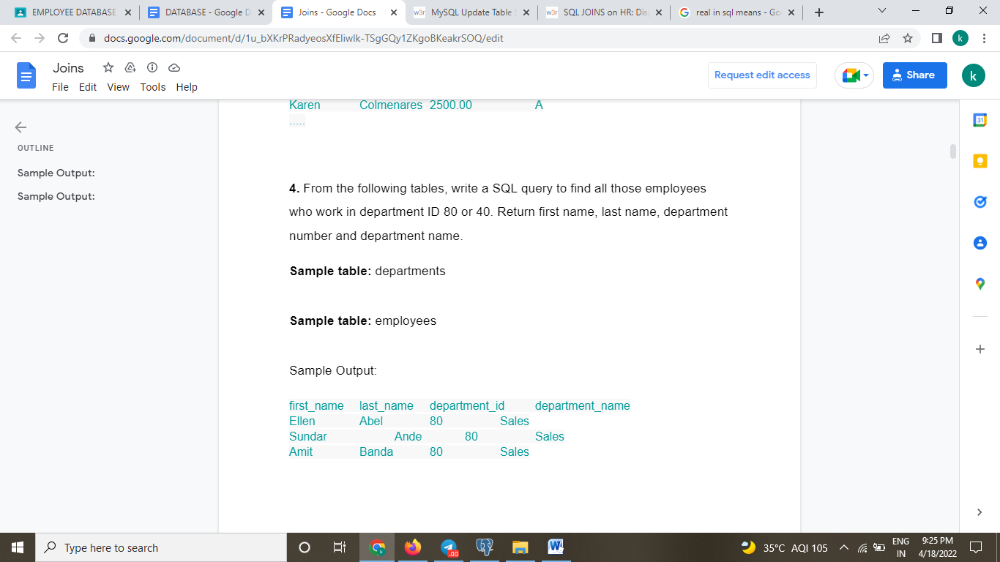 EMPLOYEE DATABASE
DATABASE - Google D
Joins - Google Docs
w3r MySQL Update Table S
w3r SQL JOINS on HR: Dis
real in sql means - Go
docs.google.com/document/d/1u_bXKrPRadyeosXfEliwlk-TSgGQy1ZKgoBKeakrSOQ/edit
k
Joins
File Edit View Tools Help
Request edit access
Share
k
OUTLINE
Sample Output:
Sample Output:
Karen Colmenares 2500.00 A
.....
4. From the following tables, write a SQL query to find all those employees
who work in department ID 80 or 40. Return first name, last name, department
number and department name.
Sample table: departments
Sample table: employees
Sample Output:
first_name last_name department_id department_name
Ellen Abel 80 Sales
Sundar Ande 80 Sales
Amit Banda 80 Sales
31
Type here to search
35°C AQI 105
ENG
IN
9:25 PM
4/18/2022